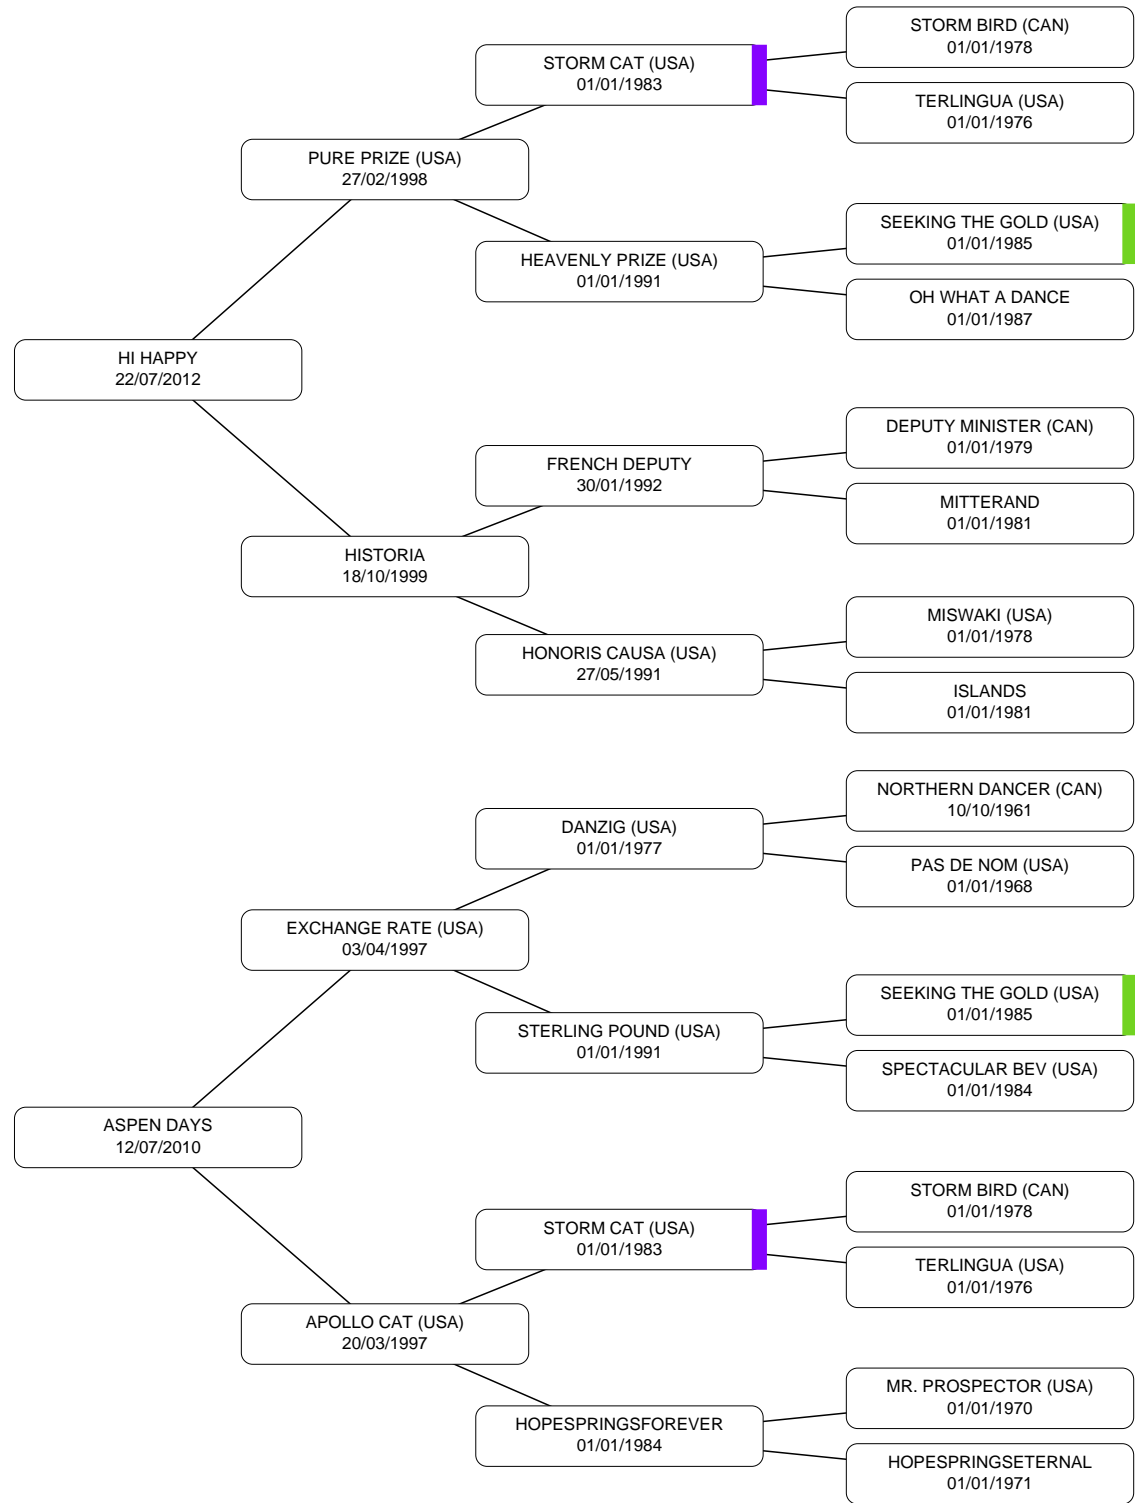 STORM BIRD (CAN)
01/01/1978
STORM CAT (USA)
01/01/1983
TERLINGUA (USA)
01/01/1976
PURE PRIZE (USA)
27/02/1998
SEEKING THE GOLD (USA)
01/01/1985
HEAVENLY PRIZE (USA)
01/01/1991
OH WHAT A DANCE
01/01/1987
HI HAPPY
22/07/2012
DEPUTY MINISTER (CAN)
01/01/1979
FRENCH DEPUTY
30/01/1992
MITTERAND
01/01/1981
HISTORIA
18/10/1999
MISWAKI (USA)
01/01/1978
HONORIS CAUSA (USA)
27/05/1991
ISLANDS
01/01/1981
NORTHERN DANCER (CAN)
10/10/1961
DANZIG (USA)
01/01/1977
PAS DE NOM (USA)
01/01/1968
EXCHANGE RATE (USA)
03/04/1997
SEEKING THE GOLD (USA)
01/01/1985
STERLING POUND (USA)
01/01/1991
SPECTACULAR BEV (USA)
01/01/1984
ASPEN DAYS
12/07/2010
STORM BIRD (CAN)
01/01/1978
STORM CAT (USA)
01/01/1983
TERLINGUA (USA)
01/01/1976
APOLLO CAT (USA)
20/03/1997
MR. PROSPECTOR (USA)
01/01/1970
HOPESPRINGSFOREVER
01/01/1984
HOPESPRINGSETERNAL
01/01/1971